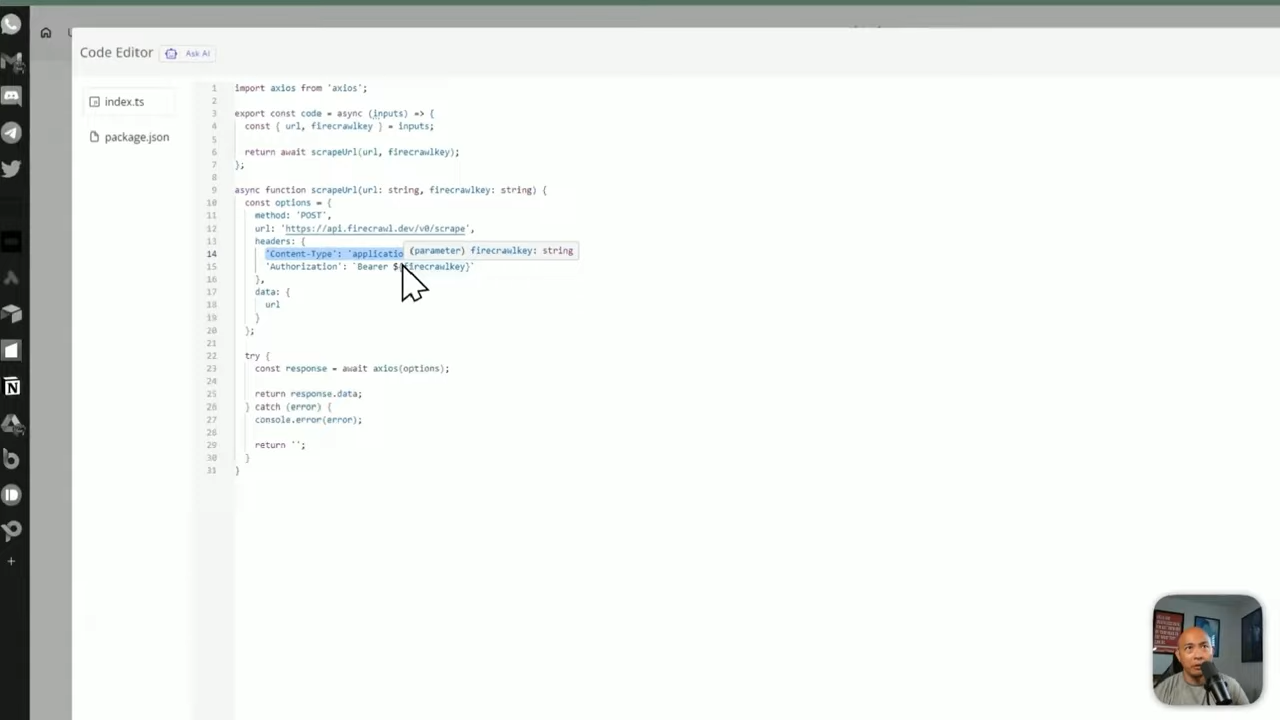 Code Editor
Ask AI
index.ts
package.json
1 import axios from 'axios';
2
3 export const code = async (inputs) => {
4 const { url, firecrawlkey } = inputs;
5
6 return await scrapeUrl(url, firecrawlkey);
7 };
8
9 async function scrapeUrl(url: string, firecrawlkey: string) {
10 const options = {
11 method: 'POST',
12 url: 'https://api.firecrawl.dev/v0/scrape',
13 headers: {
14 'Content-Type': 'applicatio
(parameter) firecrawlkey: string
15 'Authorization': `Bearer ${firecrawlkey}`
16 },
17 data: {
18 url
19 }
20 };
21
22 try {
23 const response = await axios(options);
24
25 return response.data;
26 } catch (error) {
27 console.error(error);
28
29 return '';
30 }
31 }